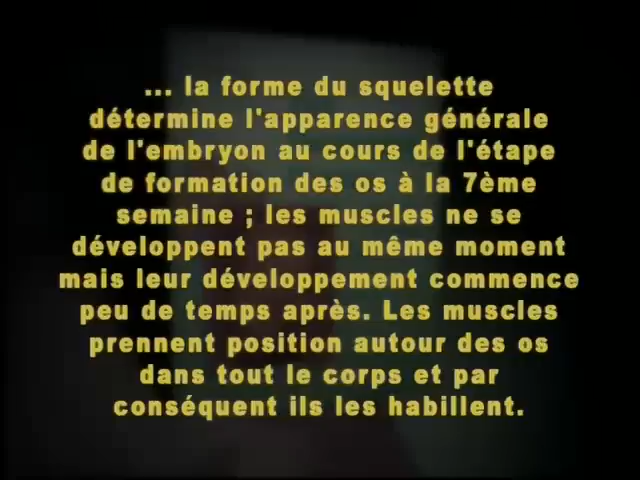 ... la forme du squelette
détermine l'apparence générale
de l'embryon au cours de l'étape
de formation des os à la 7ème
semaine ; les muscles ne se
développent pas au même moment
mais leur développement commence
peu de temps après. Les muscles
prennent position autour des os
dans tout le corps et par
conséquent ils les habillent.